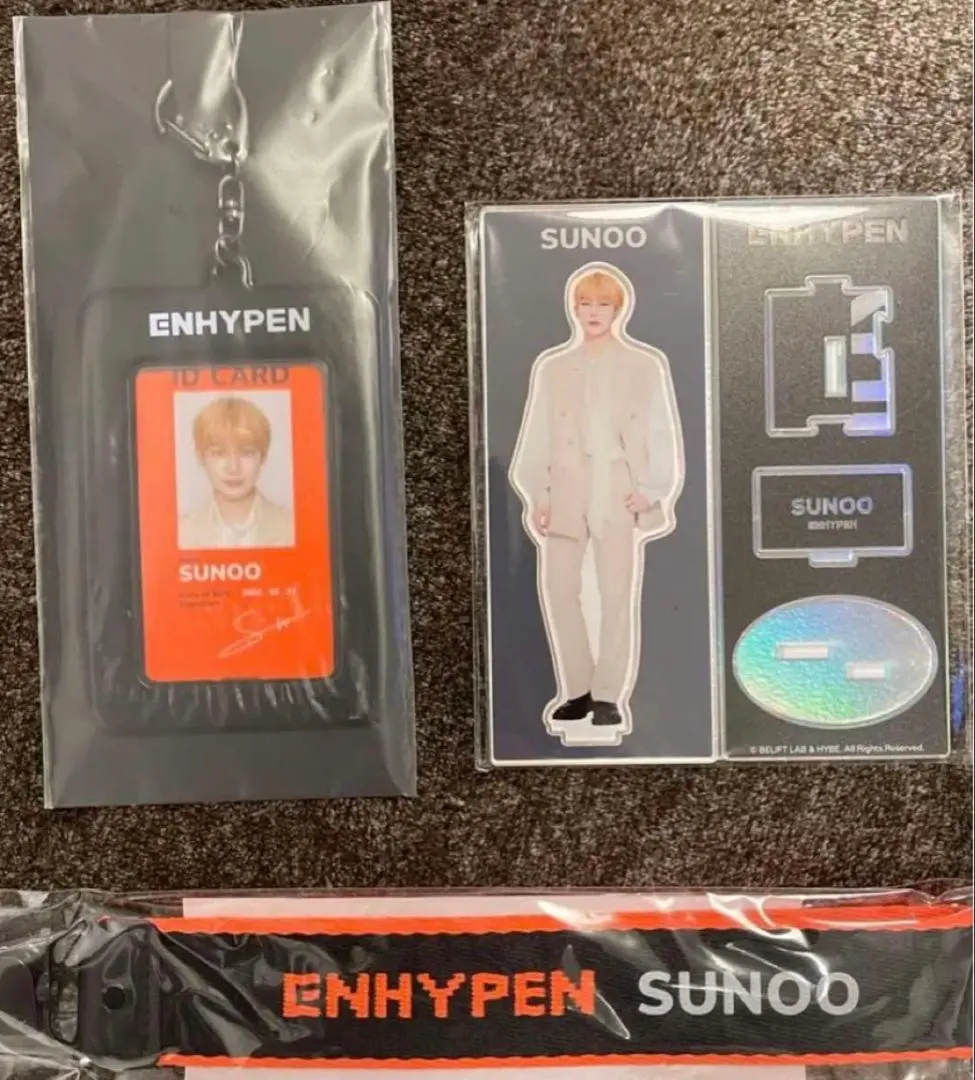 ENHYPEN
ID CARD
SUNOO
SUNOO
ENHYPEN
SUNOO
ENHYPEN
© BELIFT LAB & HYBE. All Rights Reserved.
ENHYPEN SUNOO